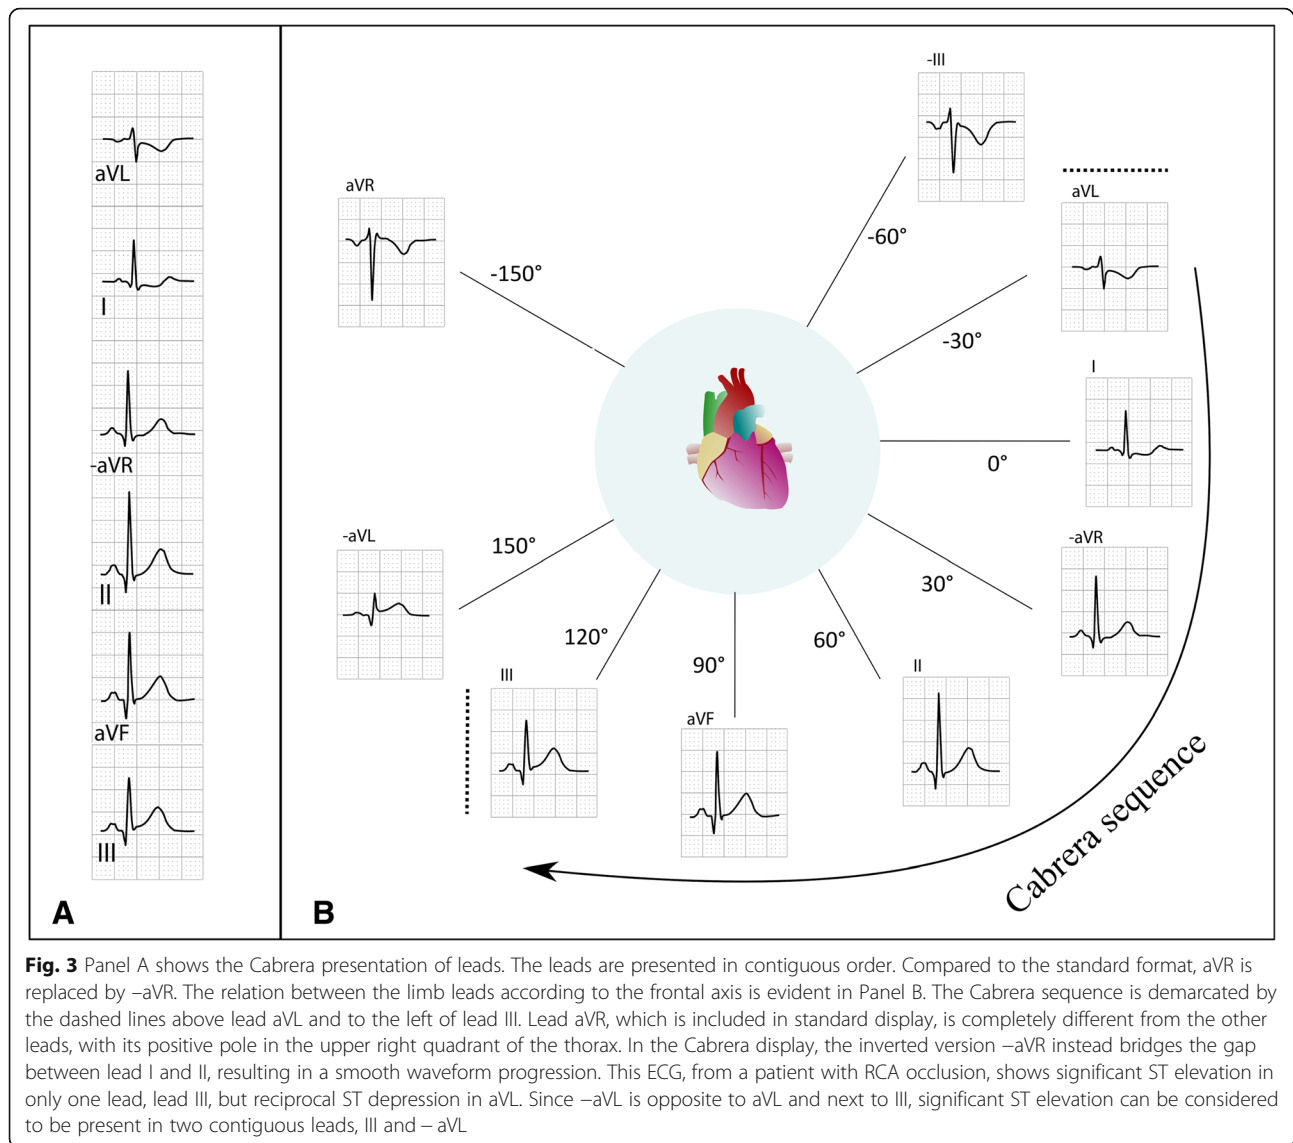 aVL
I
-aVR
II
aVF
III
A
-III
aVR
aVL
-60°
-150°
-30°
I
0°
-aVL
-aVR
150°
30°
120°
60°
90°
III
II
aVF
Cabrera sequence
B
Fig. 3 Panel A shows the Cabrera presentation of leads. The leads are presented in contiguous order. Compared to the standard format, aVR is
replaced by –aVR. The relation between the limb leads according to the frontal axis is evident in Panel B. The Cabrera sequence is demarcated by
the dashed lines above lead aVL and to the left of lead III. Lead aVR, which is included in standard display, is completely different from the other
leads, with its positive pole in the upper right quadrant of the thorax. In the Cabrera display, the inverted version –aVR instead bridges the gap
between lead I and II, resulting in a smooth waveform progression. This ECG, from a patient with RCA occlusion, shows significant ST elevation in
only one lead, lead III, but reciprocal ST depression in aVL. Since –aVL is opposite to aVL and next to III, significant ST elevation can be considered
to be present in two contiguous leads, III and – aVL